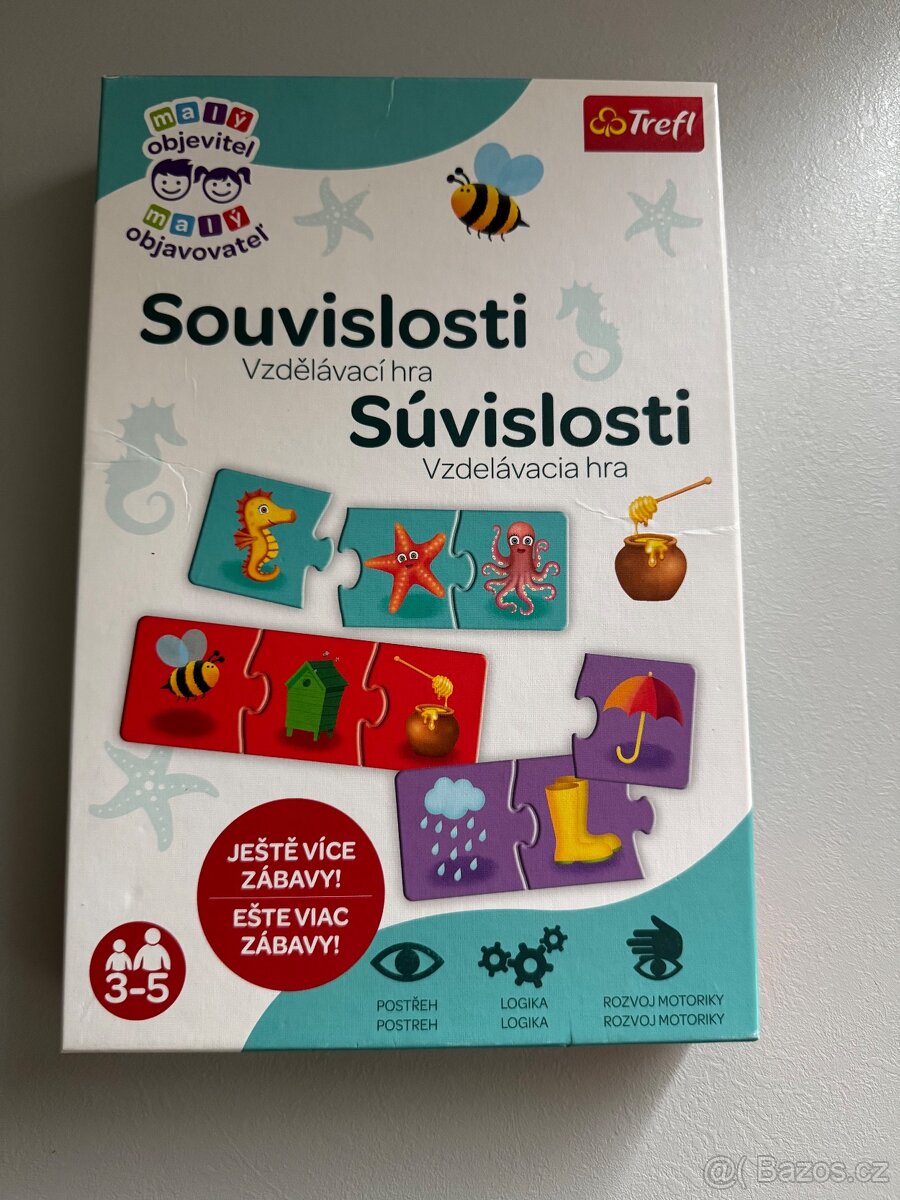 malý
objevitel
malý
objavovateľ
Trefl
Souvislosti
Vzdělávací hra
Súvislosti
Vzdelávacia hra
JEŠTĚ VÍCE
ZÁBAVY!
EŠTE VIAC
ZÁBAVY!
3-5
POSTŘEH
POSTREH
LOGIKA
LOGIKA
ROZVOJ MOTORIKY
ROZVOJ MOTORIKY
@( Bazos.cz